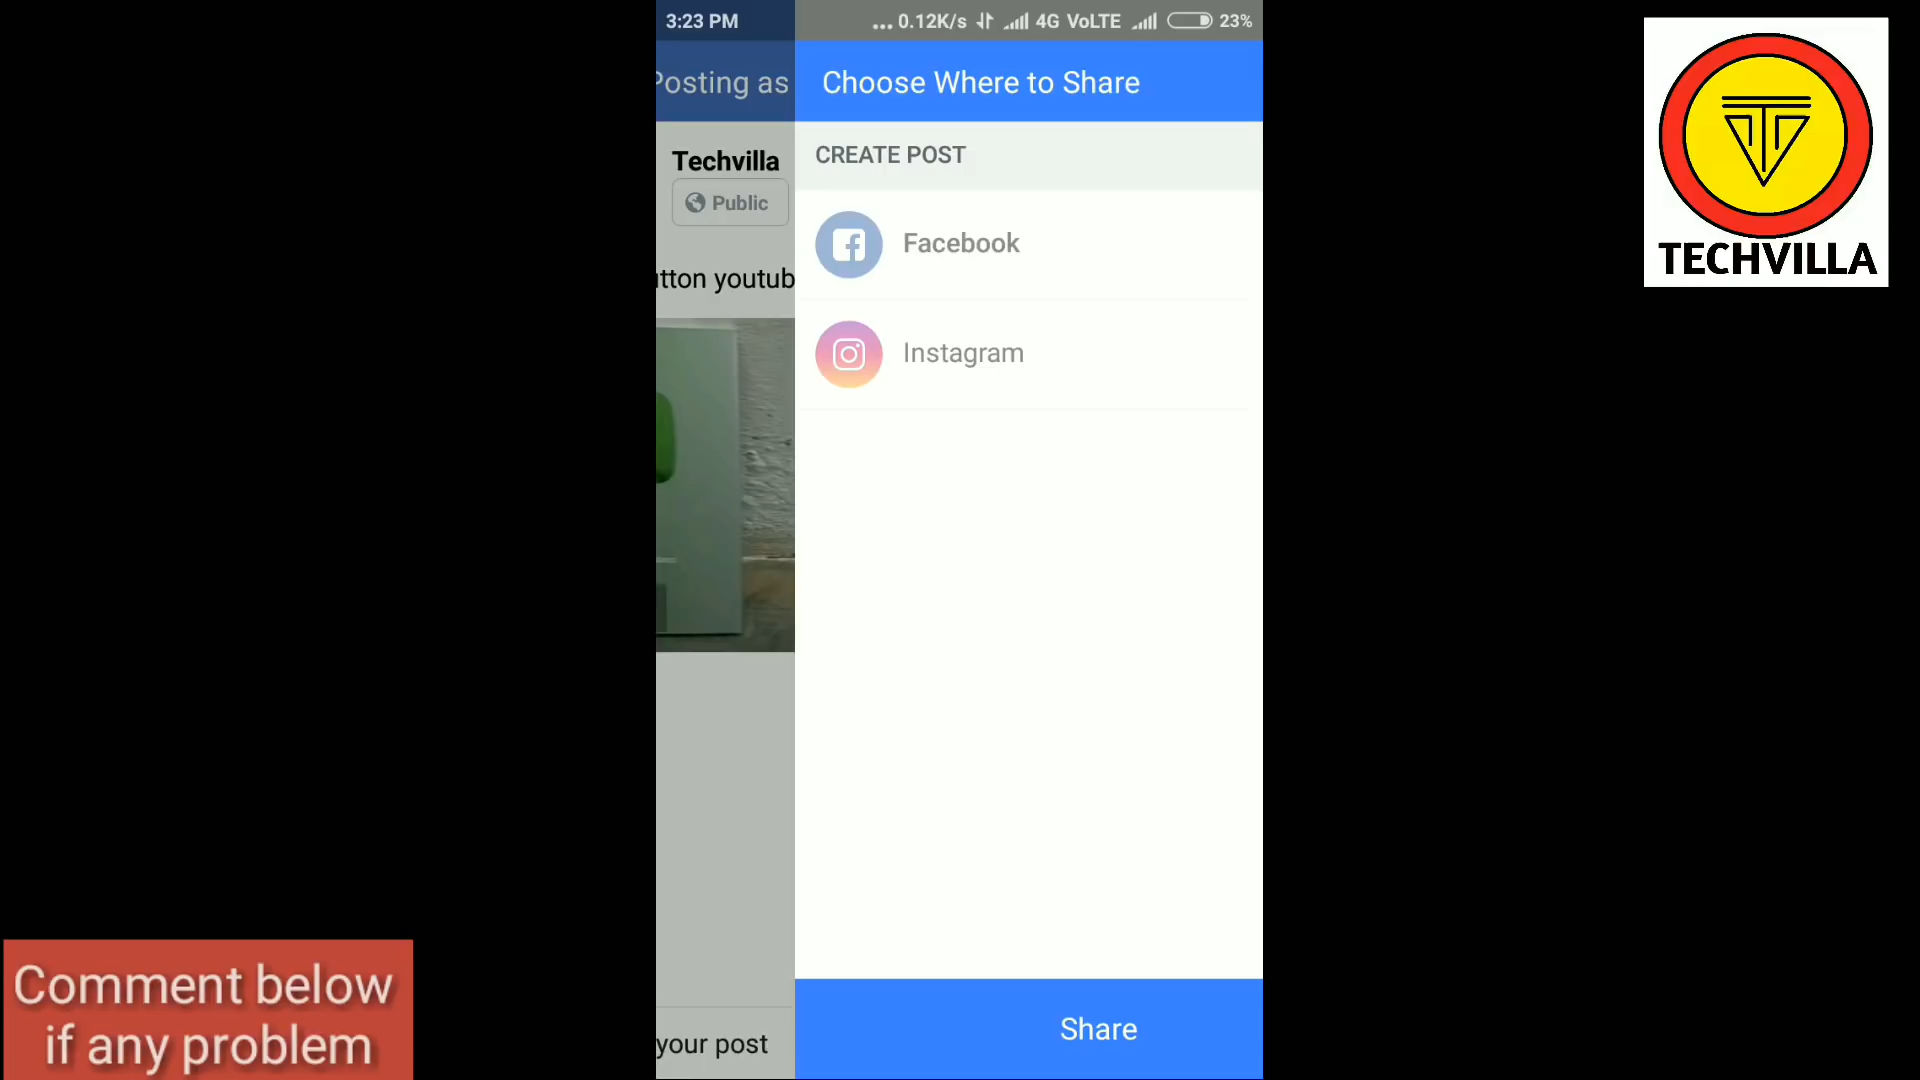 3:23 PM
... 0.12K/s 4G VoLTE 23%
Posting as
Choose Where to Share
Techvilla
Public
CREATE POST
Facebook
youtub
Instagram
Share
your post
TECHVILLA
Comment below
if any problem